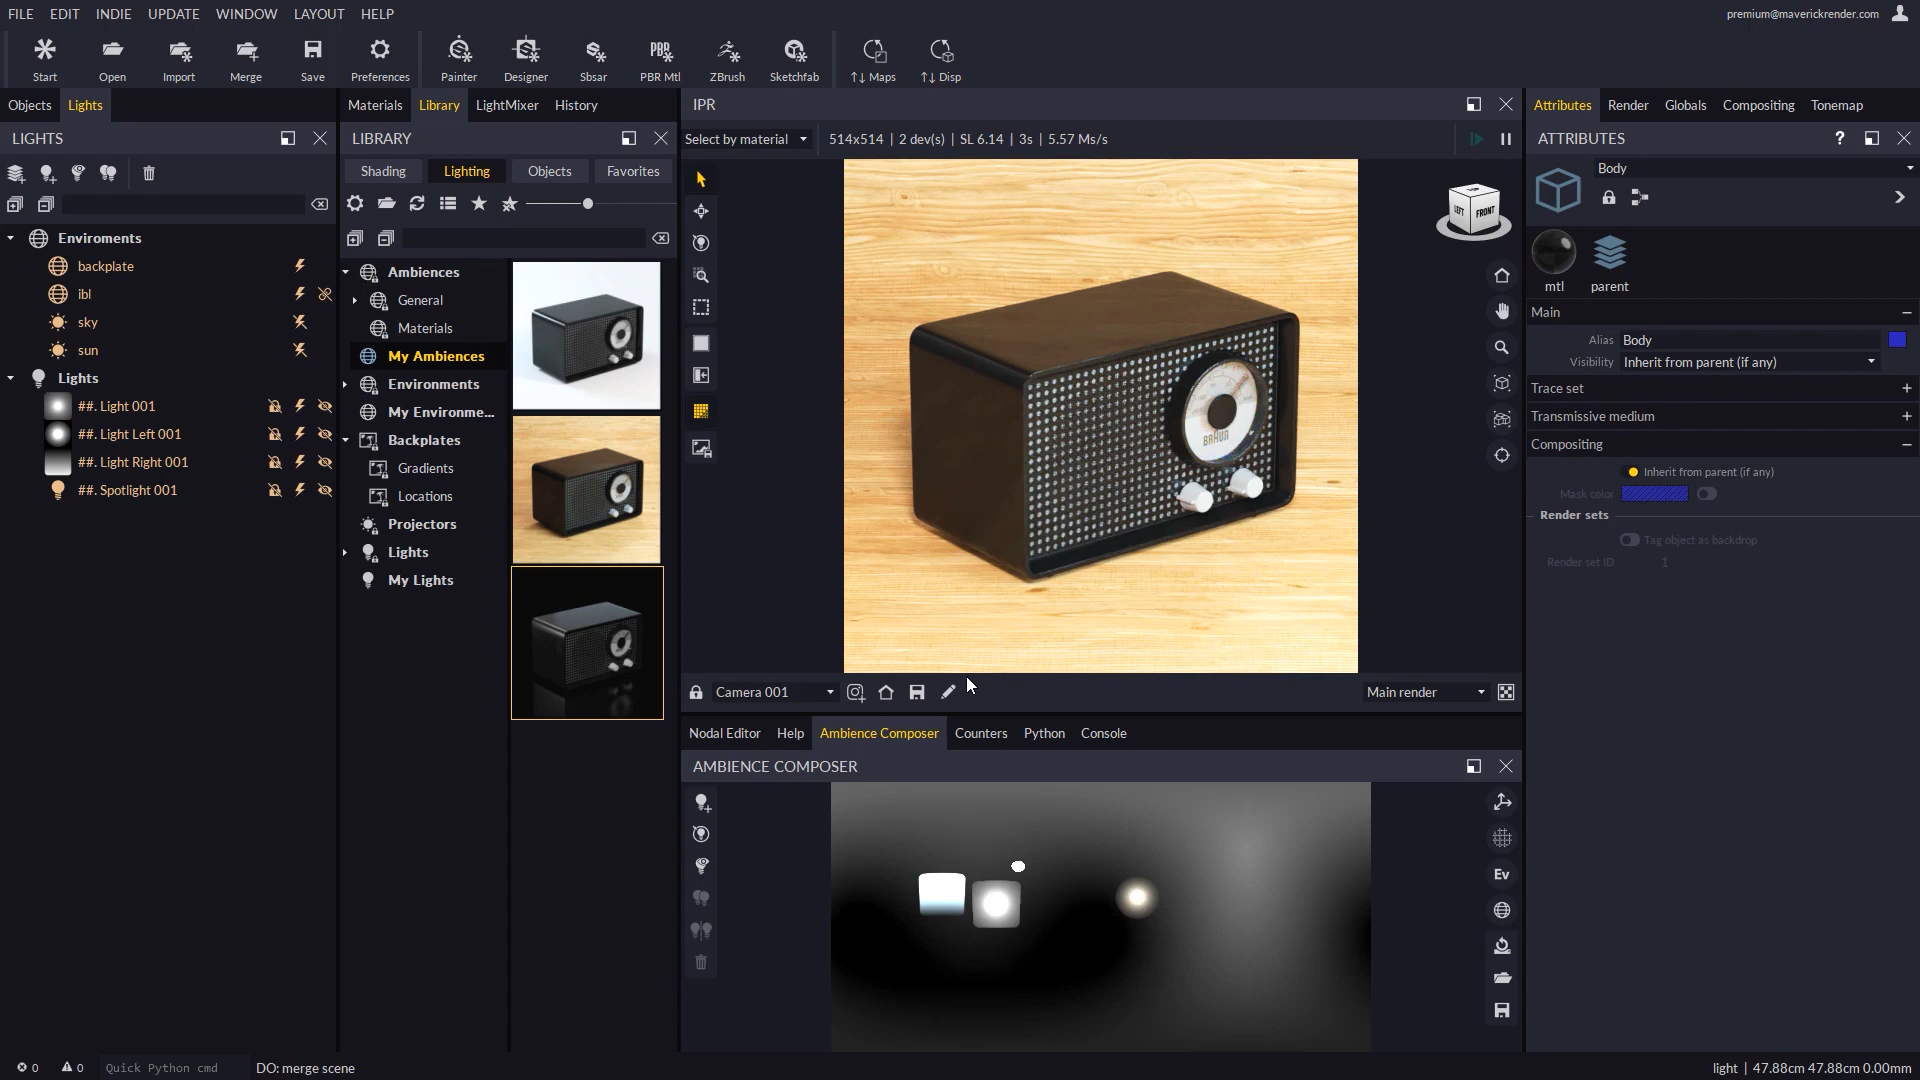 FILE EDIT INDIE UPDATE WINDOW LAYOUT HELP
premium@maverickrender.com
Start Open Import Merge Save Preferences Painter Designer Sbsar PBR Mtl ZBrush Sketchfab ↑↓ Maps ↑↓ Disp
PBR
Objects Lights
LIGHTS
Enviroments
backplate
ibl
sky
sun
Lights
##. Light 001
##. Light Left 001
##. Light Right 001
##. Spotlight 001
Materials Library LightMixer History
LIBRARY
Shading Lighting Objects Favorites
Ambiences
General
Materials
My Ambiences
Environments
My Environme...
Backplates
Gradients
Locations
Projectors
Lights
My Lights
IPR
Select by material 514x514 | 2 dev(s) | SL 6.14 | 3s | 5.57 Ms/s
LEFT FRONT
BRAUN
Camera 001 Main render
Nodal Editor Help Ambience Composer Counters Python Console
AMBIENCE COMPOSER
Ev
Attributes Render Globals Compositing Tonemap
ATTRIBUTES ?
Body
mtl parent
Main
Alias Body
Visibility Inherit from parent (if any)
Trace set
Transmissive medium
Compositing
Inherit from parent (if any)
Mask color
Render sets
Tag object as backdrop
Render set ID 1
0 0 Quick Python cmd DO: merge scene
light | 47.88cm 47.88cm 0.00mm